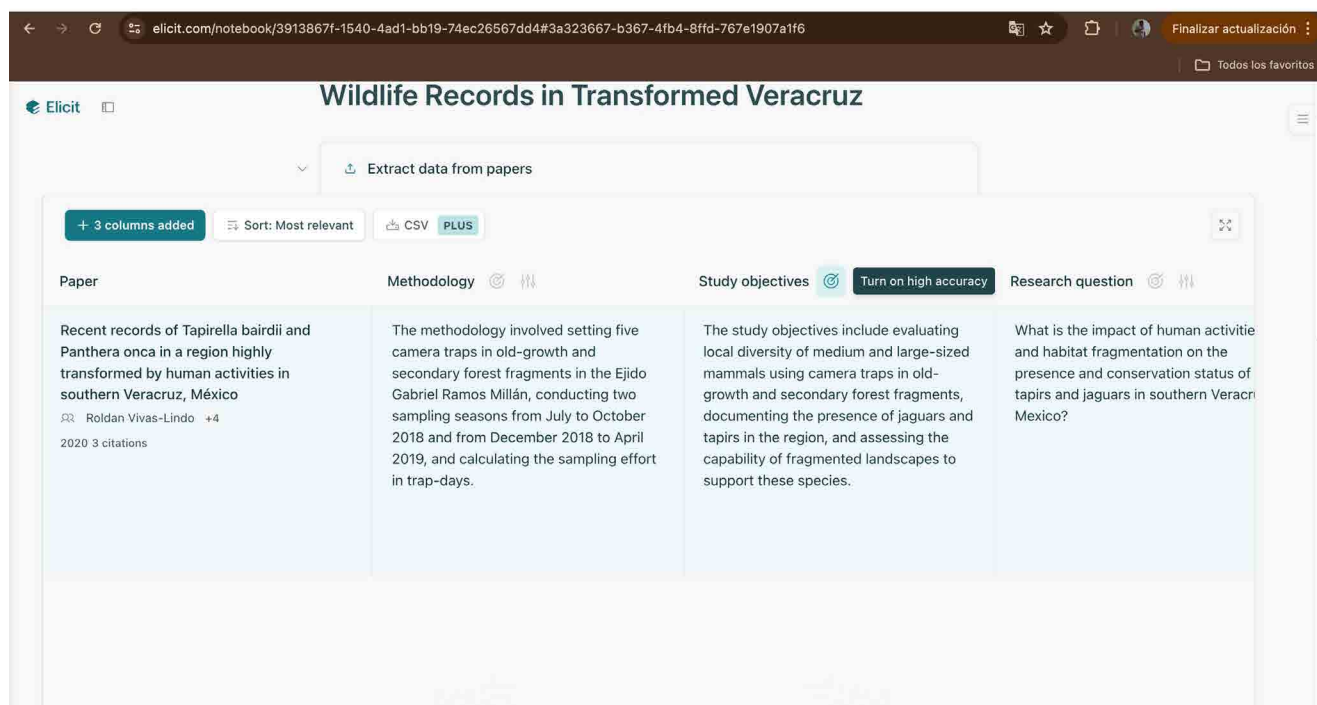 elicit.com/notebook/3913867f-1540-4ad1-bb19-74ec26567dd4#3a323667-b367-4fb4-8ffd-767e1907a1f6
Finalizar actualización
Todos los favoritos
Elicit
Wildlife Records in Transformed Veracruz
Extract data from papers
+ 3 columns added
Sort: Most relevant
CSV PLUS
Paper
Methodology
Study objectives
Turn on high accuracy
Research question
Recent records of Tapirella bairdii and
Panthera onca in a region highly
transformed by human activities in
southern Veracruz, México
Roldan Vivas-Lindo +4
2020 3 citations
The methodology involved setting five
camera traps in old-growth and
secondary forest fragments in the Ejido
Gabriel Ramos Millán, conducting two
sampling seasons from July to October
2018 and from December 2018 to April
2019, and calculating the sampling effort
in trap-days.
The study objectives include evaluating
local diversity of medium and large-sized
mammals using camera traps in old-
growth and secondary forest fragments,
documenting the presence of jaguars and
tapirs in the region, and assessing the
capability of fragmented landscapes to
support these species.
What is the impact of human activitie
and habitat fragmentation on the
presence and conservation status of
tapirs and jaguars in southern Veracr
Mexico?